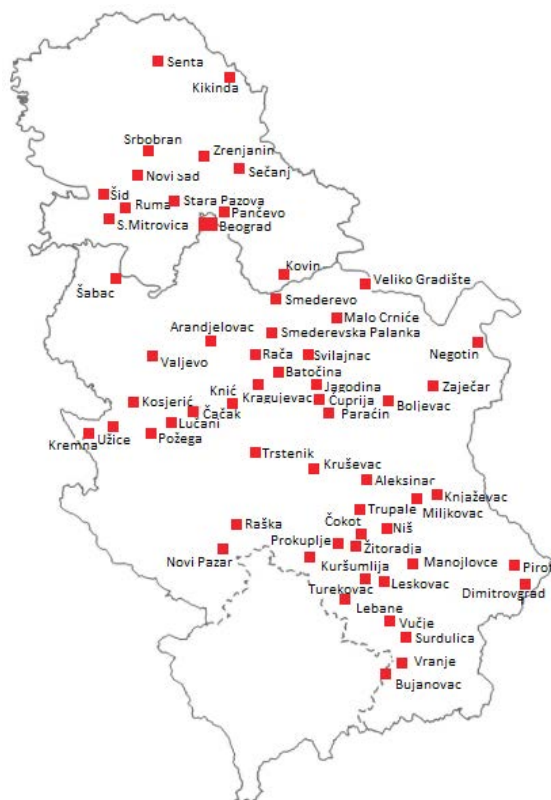 Senta
Kikinda
Srbobran
Zrenjanin
Novi Sad
Sečanj
Šid
Ruma
Stara Pazova
Pančevo
S.Mitrovica
Beograd
Kovin
Veliko Gradište
Šabac
Smederevo
Malo Crniće
Arandjelovac
Smederevska Palanka
Negotin
Valjevo
Rača
Svilajnac
Batočina
Knić
Kragujevac
Jagodina
Zaječar
Kosjerić
Čačak
Ćuprija
Boljevac
Paraćin
Lučani
Kremna
Užice
Požega
Trstenik
Kruševac
Aleksinar
Knjaževac
Miljkovac
Trupale
Raška
Čokot
Niš
Prokuplje
Žitoradja
Novi Pazar
Kuršumlija
Manojlovce
Pirot
Turekovac
Leskovac
Dimitrovgrad
Lebane
Vučje
Surdulica
Vranje
Bujanovac